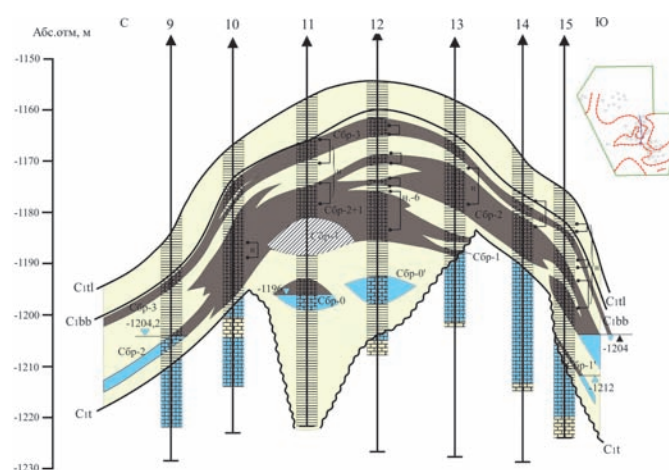 Абс.отм, м
С 9 10 11 12 13 14 15 Ю
-1150
-1160
-1170
-1180
-1190
-1200
-1210
-1220
-1230
Сбр-3
н
н.-б
Сбр-2+1
Сбр-2
н
н
Сбр-1
Сбр-1
Сбр-0'
-1196
Сбр-0
C1tl
C1bb
C1t
Сбр-3
-1204,2
Сбр-2
C1tl
C1bb
-1204
Сбр-1'
-1212
C1t